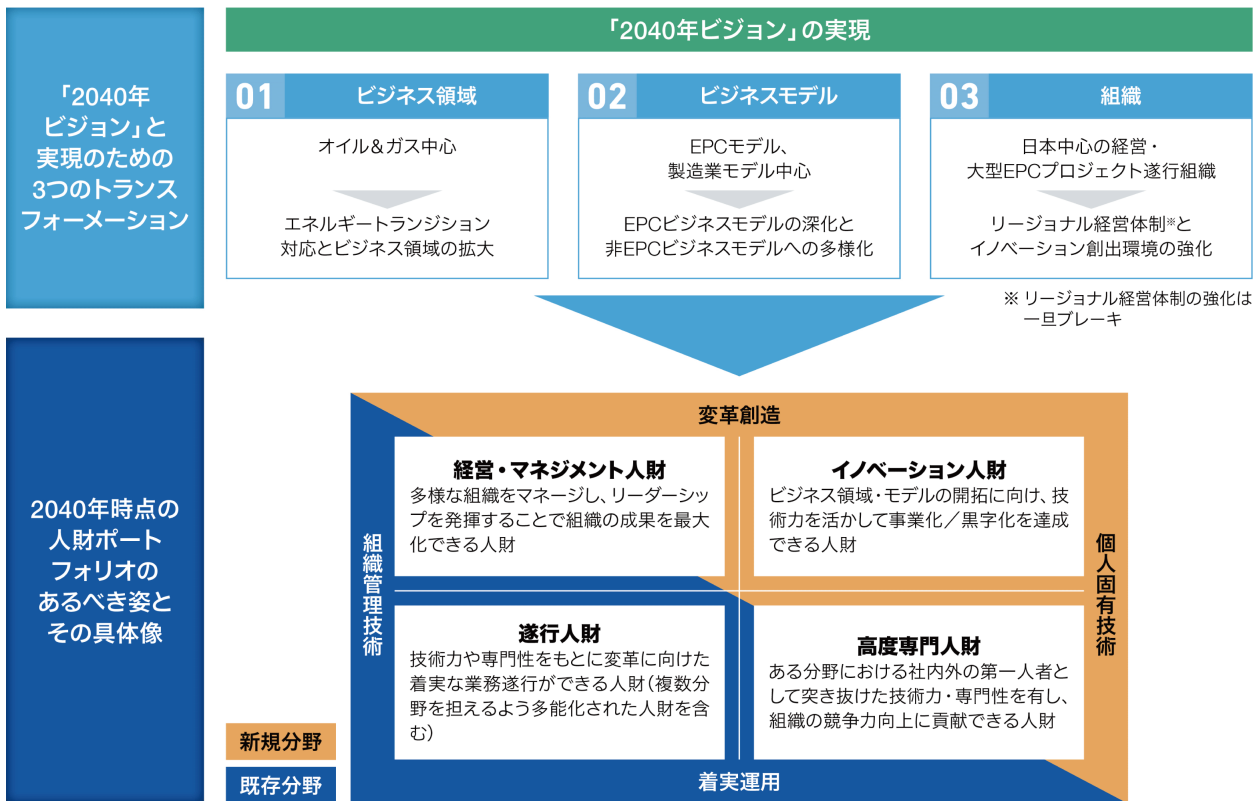 「2040年
ビジョン」と
実現のための
3つのトランス
フォーメーション
「2040年ビジョン」の実現
01 ビジネス領域
オイル＆ガス中心
エネルギートランジション
対応とビジネス領域の拡大
02 ビジネスモデル
EPCモデル、
製造業モデル中心
EPCビジネスモデルの深化と
非EPCビジネスモデルへの多様化
03 組織
日本中心の経営・
大型EPCプロジェクト遂行組織
リージョナル経営体制※と
イノベーション創出環境の強化
※ リージョナル経営体制の強化は
一旦ブレーキ
2040年時点の
人財ポート
フォリオの
あるべき姿と
その具体像
変革創造
組織管理技術
経営・マネジメント人財
多様な組織をマネージし、リーダーシッ
プを発揮することで組織の成果を最大
化できる人財
イノベーション人財
ビジネス領域・モデルの開拓に向け、技
術力を活かして事業化／黒字化を達成
できる人財
個人固有技術
遂行人財
技術力や専門性をもとに変革に向けた
着実な業務遂行ができる人財（複数分
野を担えるよう多能化された人財を含
む）
高度専門人財
ある分野における社内外の第一人者と
して突き抜けた技術力・専門性を有し、
組織の競争力向上に貢献できる人財
着実運用
新規分野
既存分野